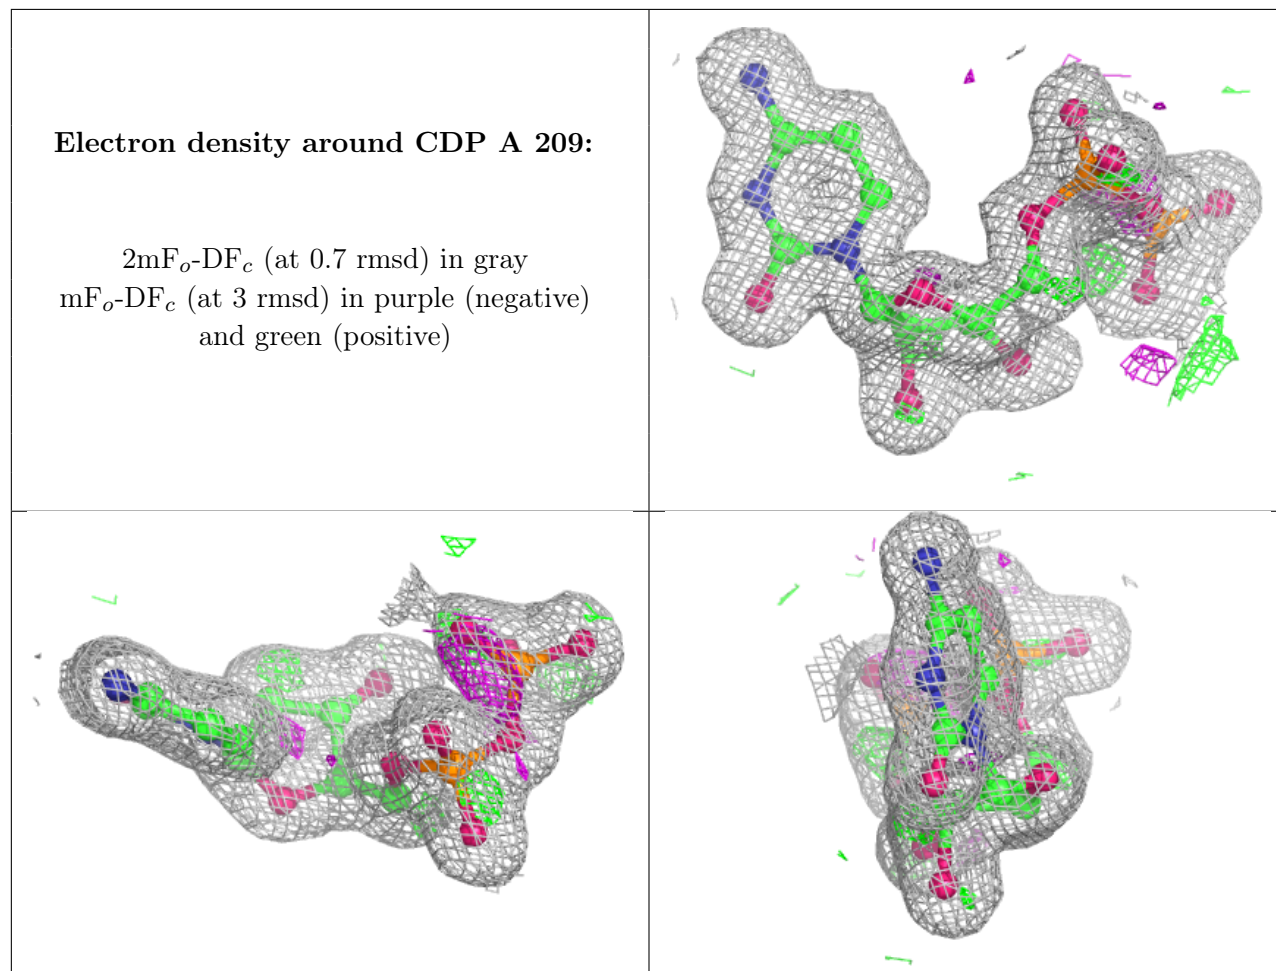 Electron density around CDP A 209:
2mFo-DFc (at 0.7 rmsd) in gray
mFo-DFc (at 3 rmsd) in purple (negative)
and green (positive)